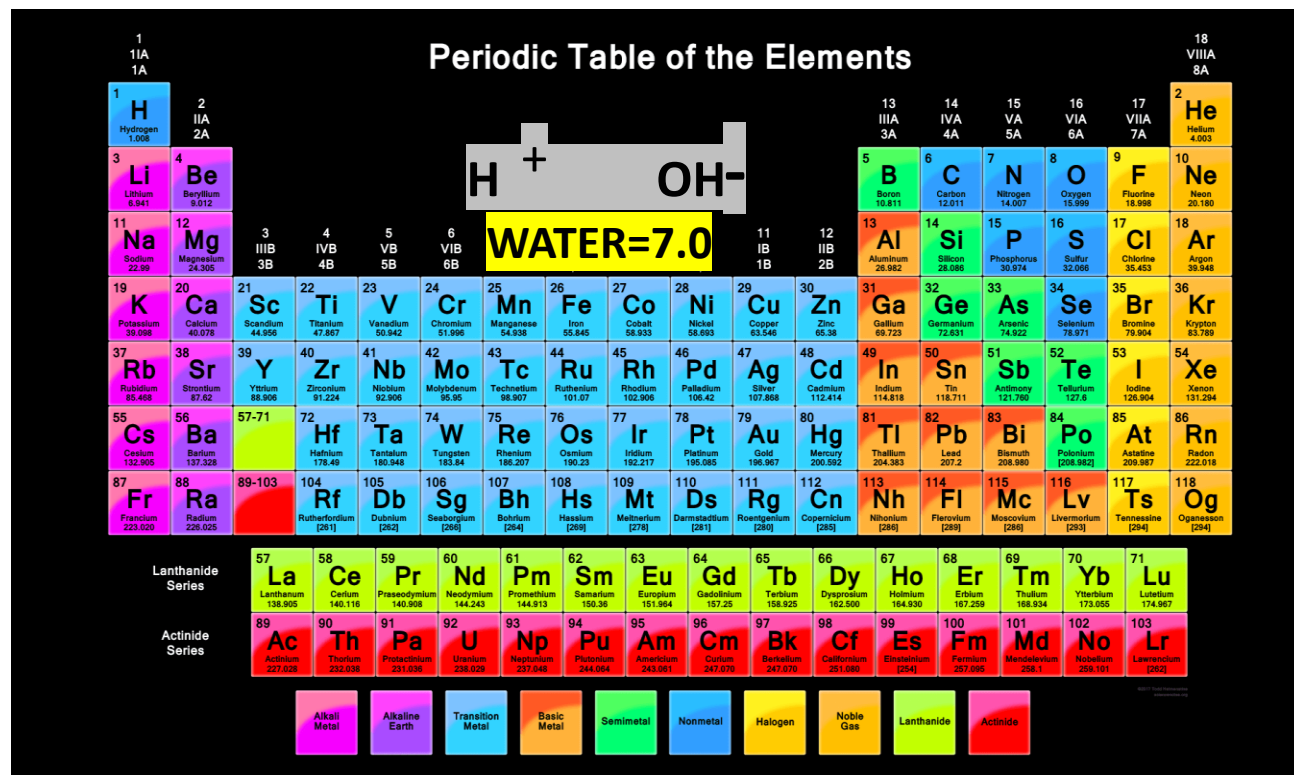 Periodic Table of the Elements
1 18
1IA VIIIA
1A 8A
1 2
H He
Hydrogen Helium
1.008 4.003
2 13 14 15 16 17
IIA IIIA IVA VA VIA VIIA
2A 3A 4A 5A 6A 7A
H + OH-
3 4 5 6 7 8 9 10
Li Be B C N O F Ne
Lithium Beryllium Boron Carbon Nitrogen Oxygen Fluorine Neon
6.941 9.012 10.811 12.011 14.007 15.999 18.998 20.180
WATER=7.0
3 4 5 6 11 12
IIIB IVB VB VIB IB IIB
3B 4B 5B 6B 1B 2B
11 12 13 14 15 16 17 18
Na Mg Al Si P S Cl Ar
Sodium Magnesium Aluminum Silicon Phosphorus Sulfur Chlorine Argon
22.99 24.305 26.982 28.086 30.974 32.066 35.453 39.948
19 20 21 22 23 24 25 26 27 28 29 30 31 32 33 34 35 36
K Ca Sc Ti V Cr Mn Fe Co Ni Cu Zn Ga Ge As Se Br Kr
Potassium Calcium Scandium Titanium Vanadium Chromium Manganese Iron Cobalt Nickel Copper Zinc Gallium Germanium Arsenic Selenium Bromine Krypton
39.098 40.078 44.956 47.867 50.942 51.996 54.938 55.845 58.933 58.693 63.546 65.38 69.723 72.631 74.922 78.971 79.904 83.789
37 38 39 40 41 42 43 44 45 46 47 48 49 50 51 52 53 54
Rb Sr Y Zr Nb Mo Tc Ru Rh Pd Ag Cd In Sn Sb Te I Xe
Rubidium Strontium Yttrium Zirconium Niobium Molybdenum Technetium Ruthenium Rhodium Palladium Silver Cadmium Indium Tin Antimony Tellurium Iodine Xenon
85.468 87.62 88.906 91.224 92.906 95.95 98.907 101.07 102.906 106.42 107.868 112.414 114.818 118.711 121.760 127.6 126.904 131.294
55 56 57-71 72 73 74 75 76 77 78 79 80 81 82 83 84 85 86
Cs Ba Hf Ta W Re Os Ir Pt Au Hg Tl Pb Bi Po At Rn
Cesium Barium Hafnium Tantalum Tungsten Rhenium Osmium Iridium Platinum Gold Mercury Thallium Lead Bismuth Polonium Astatine Radon
132.905 137.328 178.49 180.948 183.84 186.207 190.23 192.217 195.085 196.967 200.592 204.383 207.2 208.980 [208.982] 209.987 222.018
87 88 89-103 104 105 106 107 108 109 110 111 112 113 114 115 116 117 118
Fr Ra Rf Db Sg Bh Hs Mt Ds Rg Cn Nh Fl Mc Lv Ts Og
Francium Radium Rutherfordium Dubnium Seaborgium Bohrium Hassium Meitnerium Darmstadtium Roentgenium Copernicium Nihonium Flerovium Moscovium Livermorium Tennessine Oganesson
223.020 226.025 [261] [262] [266] [264] [269] [278] [281] [280] [285] [286] [289] [286] [293] [294] [294]
Lanthanide
Series
57 58 59 60 61 62 63 64 65 66 67 68 69 70 71
La Ce Pr Nd Pm Sm Eu Gd Tb Dy Ho Er Tm Yb Lu
Lanthanum Cerium Praseodymium Neodymium Promethium Samarium Europium Gadolinium Terbium Dysprosium Holmium Erbium Thulium Ytterbium Lutetium
138.905 140.116 140.908 144.243 144.913 150.36 151.964 157.25 158.925 162.500 164.930 167.259 168.934 173.055 174.967
Actinide
Series
89 90 91 92 93 94 95 96 97 98 99 100 101 102 103
Ac Th Pa U Np Pu Am Cm Bk Cf Es Fm Md No Lr
Actinium Thorium Protactinium Uranium Neptunium Plutonium Americium Curium Berkelium Californium Einsteinium Fermium Mendelevium Nobelium Lawrencium
227.028 232.038 231.036 238.029 237.048 244.064 243.061 247.070 247.070 251.080 [254] 257.095 258.1 259.101 [262]
Alkali Metal
Alkaline Earth
Transition Metal
Basic Metal
Semimetal
Nonmetal
Halogen
Noble Gas
Lanthanide
Actinide